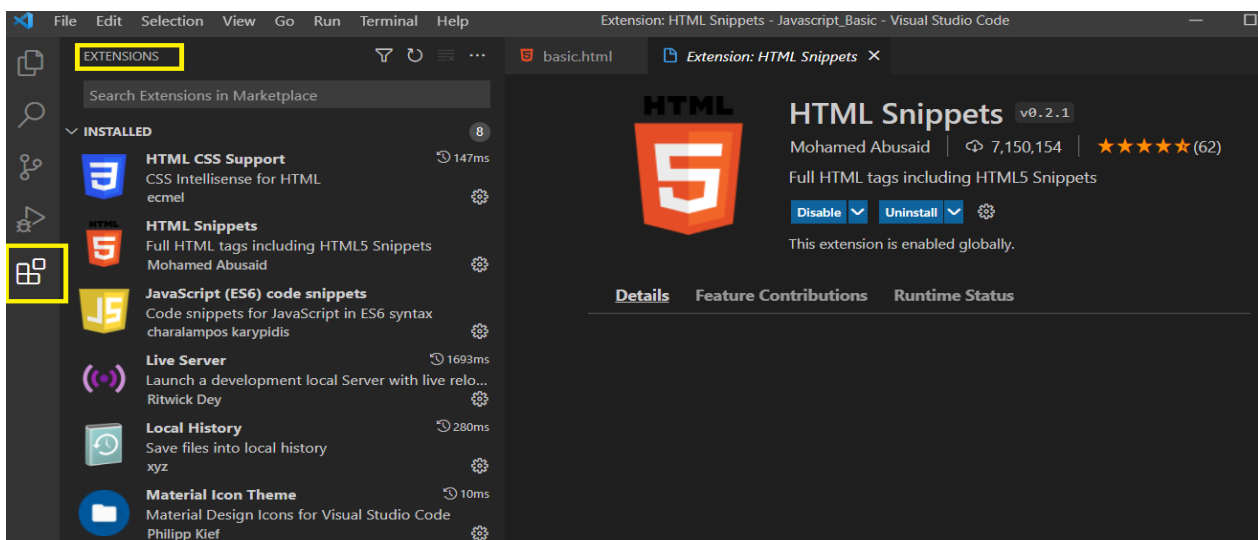 File Edit Selection View Go Run Terminal Help
Extension: HTML Snippets - Javascript_Basic - Visual Studio Code
EXTENSIONS
Search Extensions in Marketplace
INSTALLED 8
HTML CSS Support 147ms
CSS Intellisense for HTML
ecmel
HTML
HTML Snippets
Full HTML tags including HTML5 Snippets
Mohamed Abusaid
JS
JavaScript (ES6) code snippets
Code snippets for JavaScript in ES6 syntax
charalampos karypidis
Live Server 1693ms
Launch a development local Server with live relo...
Ritwick Dey
Local History 280ms
Save files into local history
xyz
Material Icon Theme 10ms
Material Design Icons for Visual Studio Code
Philipp Kief
basic.html
Extension: HTML Snippets
HTML
5
HTML Snippets v0.2.1
Mohamed Abusaid 7,150,154 (62)
Full HTML tags including HTML5 Snippets
Disable Uninstall
This extension is enabled globally.
Details Feature Contributions Runtime Status